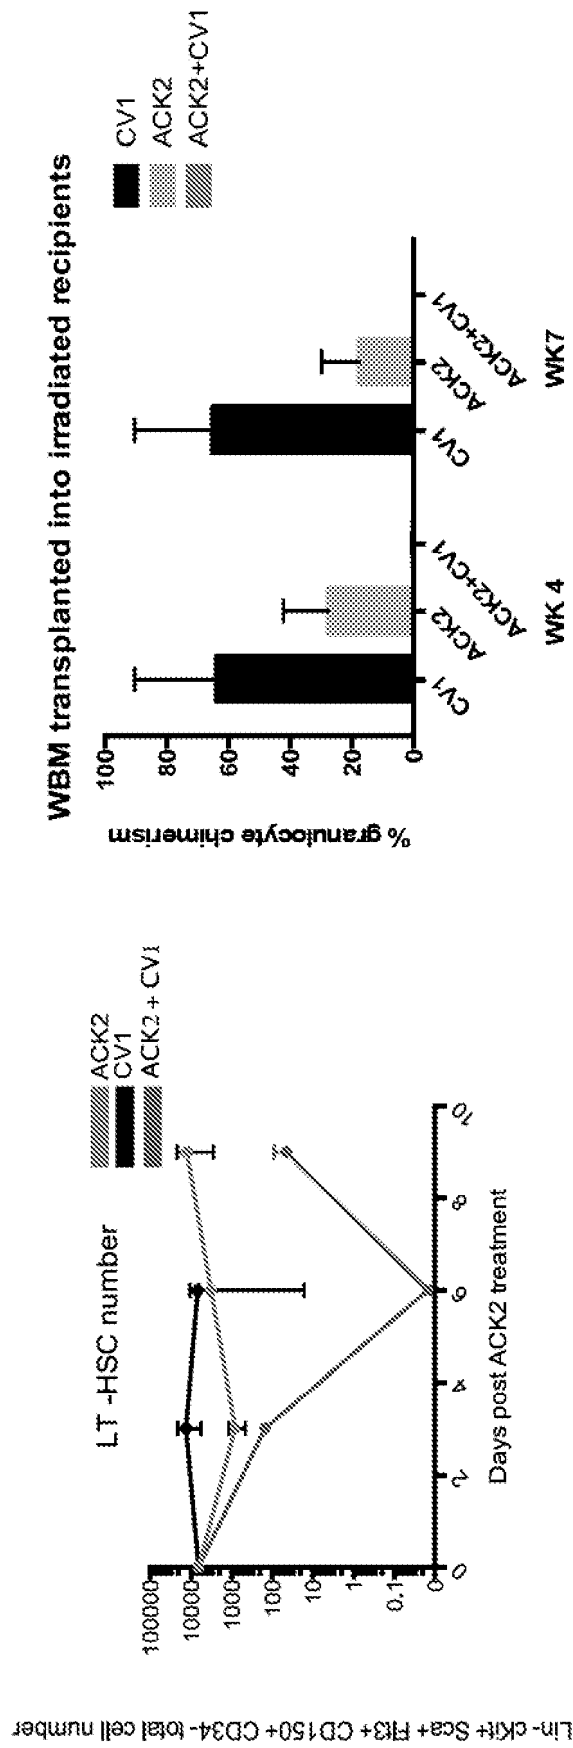 LT -HSC number
ACK2
CV1
ACK2 + CV1
Lin- cKit+ Sca+ Flt3+ CD150+ CD34- total cell number
100000
10000
1000
100
10
1
0.1
0
0 2 4 6 8 10
Days post ACK2 treatment
WBM transplanted into irradiated recipients
CV1
ACK2
ACK2+CV1
% granulocyte chimerism
100
80
60
40
20
0
CV1 ACK2 ACK2+CV1 CV1 ACK2 ACK2+CV1
WK 4 WK7